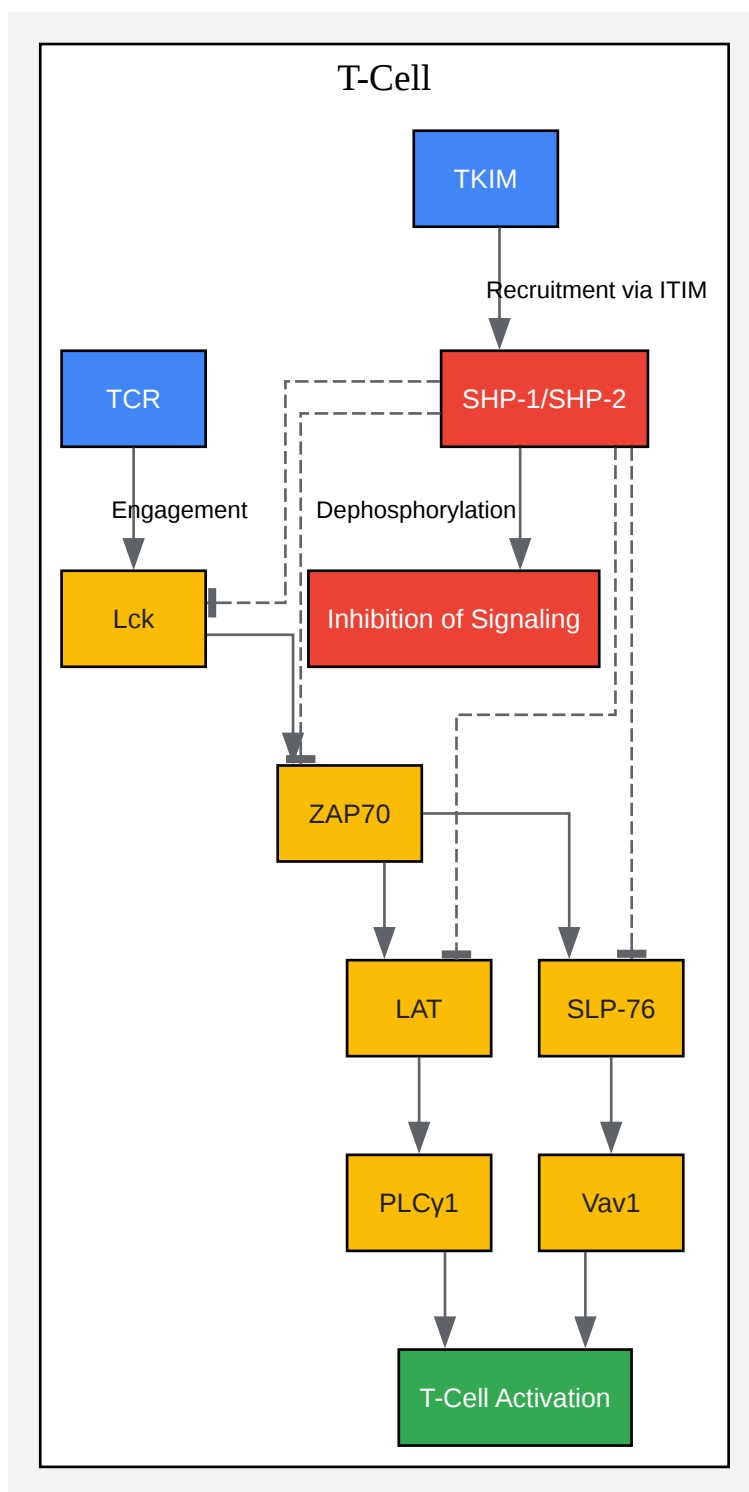 T-Cell
TKIM
Recruitment via ITIM
TCR
SHP-1/SHP-2
Engagement
Dephosphorylation
Lck
Inhibition of Signaling
ZAP70
LAT
SLP-76
PLCγ1
Vav1
T-Cell Activation